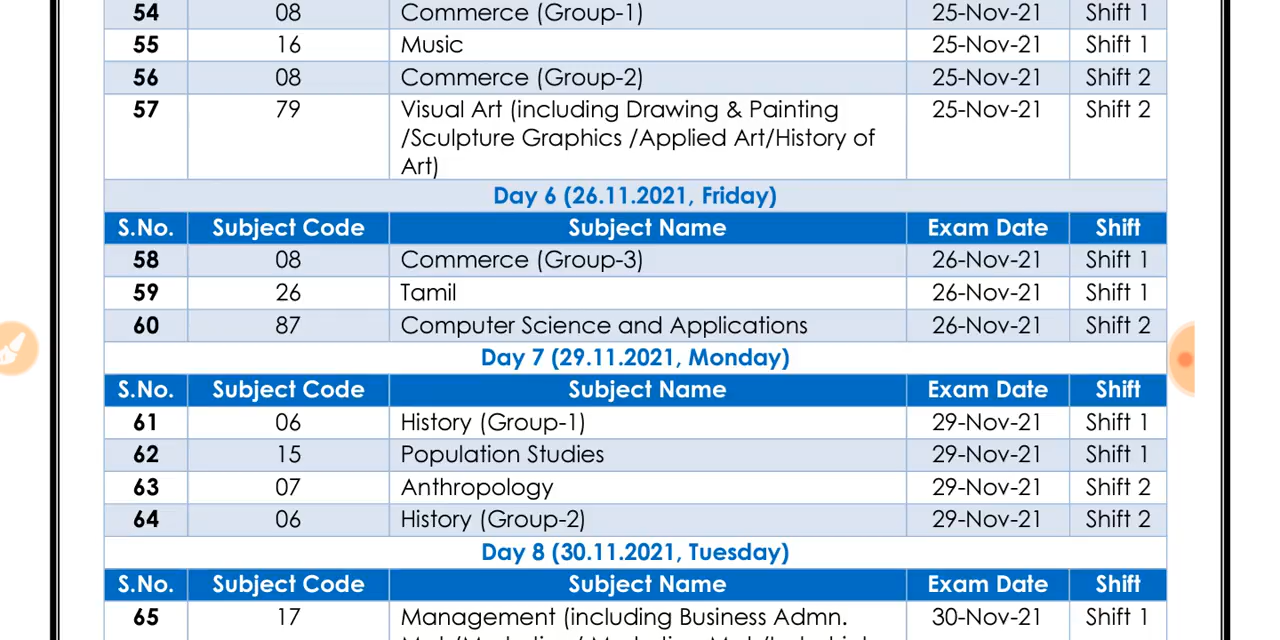 54 08 Commerce (Group-1) 25-Nov-21 Shift 1
55 16 Music 25-Nov-21 Shift 1
56 08 Commerce (Group-2) 25-Nov-21 Shift 2
57 79 Visual Art (including Drawing & Painting 25-Nov-21 Shift 2
/Sculpture Graphics /Applied Art/History of
Art)
Day 6 (26.11.2021, Friday)
S.No. Subject Code Subject Name Exam Date Shift
58 08 Commerce (Group-3) 26-Nov-21 Shift 1
59 26 Tamil 26-Nov-21 Shift 1
60 87 Computer Science and Applications 26-Nov-21 Shift 2
Day 7 (29.11.2021, Monday)
S.No. Subject Code Subject Name Exam Date Shift
61 06 History (Group-1) 29-Nov-21 Shift 1
62 15 Population Studies 29-Nov-21 Shift 1
63 07 Anthropology 29-Nov-21 Shift 2
64 06 History (Group-2) 29-Nov-21 Shift 2
Day 8 (30.11.2021, Tuesday)
S.No. Subject Code Subject Name Exam Date Shift
65 17 Management (including Business Admn. 30-Nov-21 Shift 1